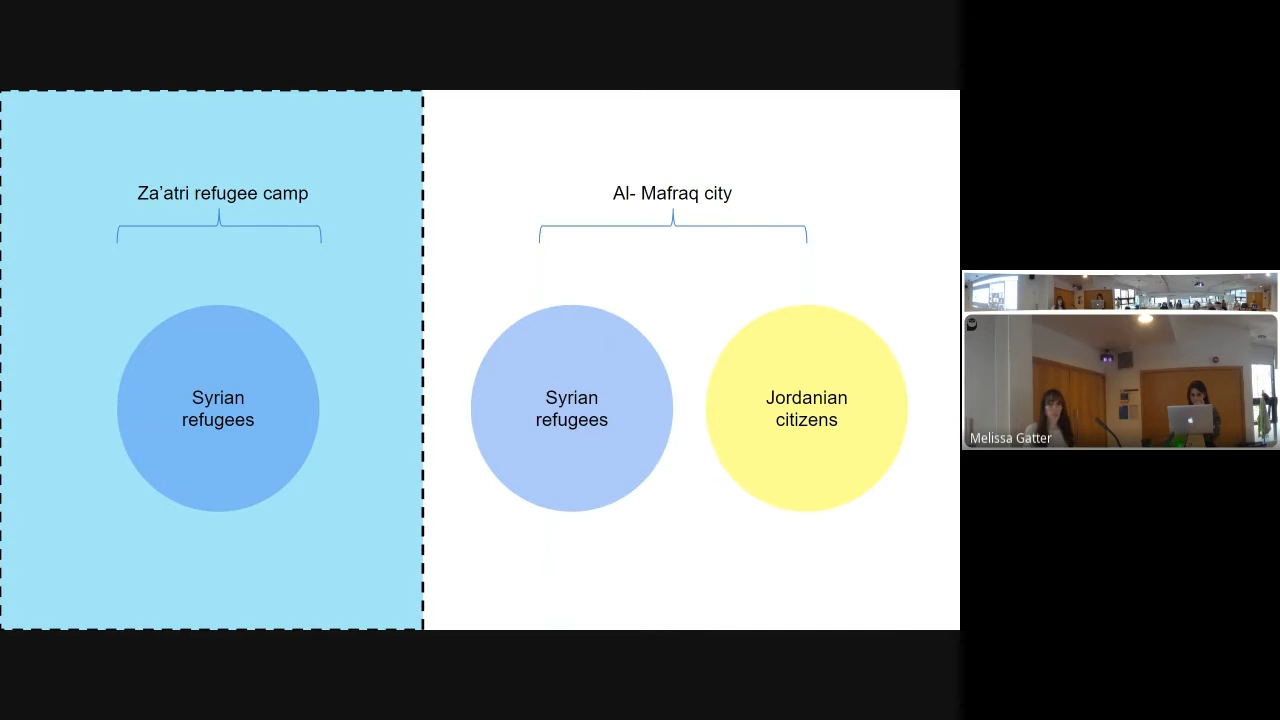 Za'atri refugee camp
Al- Mafraq city
Syrian
refugees
Syrian
refugees
Jordanian
citizens
Melissa Gatter